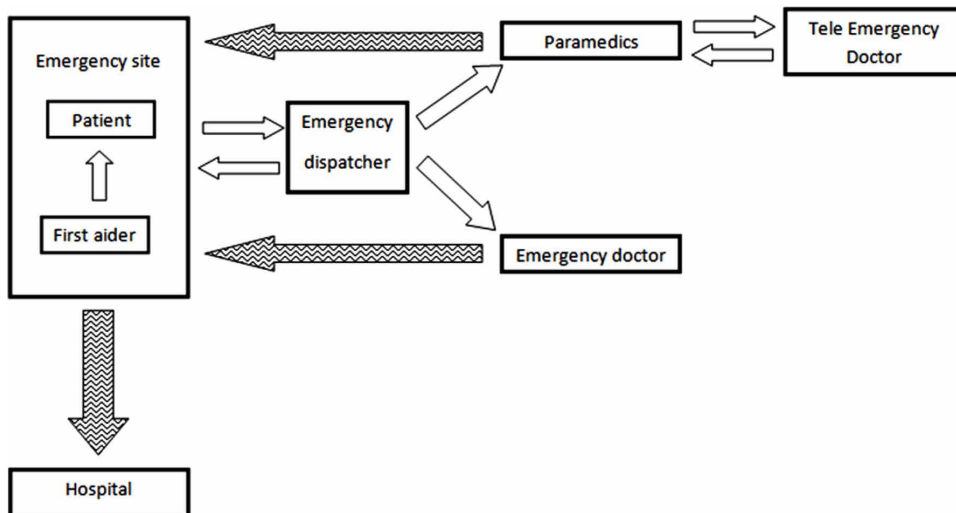 Emergency site
Patient
First aider
Emergency
dispatcher
Paramedics
Tele Emergency
Doctor
Emergency doctor
Hospital